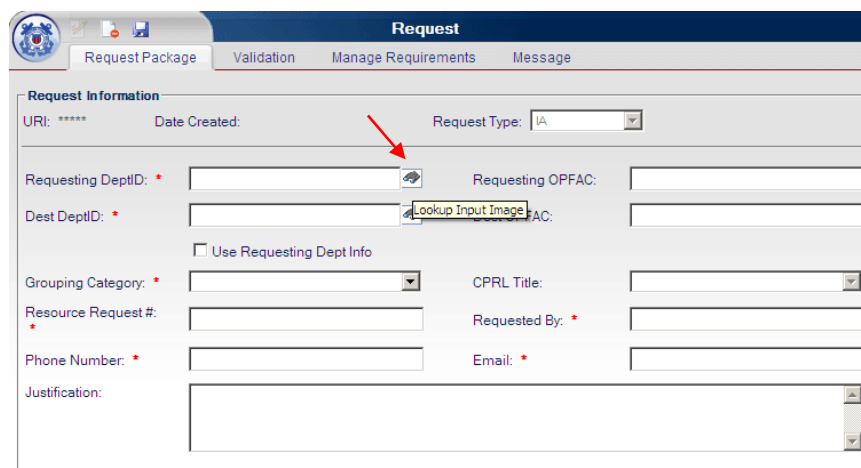 Request
Request Package Validation Manage Requirements Message
Request Information
URI: ***** Date Created: Request Type: IA
Requesting DeptID: * Requesting OPFAC:
Dest DeptID: * Lookup Input Image FAC:
Use Requesting Dept Info
Grouping Category: * CPRL Title:
Resource Request #: * Requested By: *
Phone Number: * Email: *
Justification: